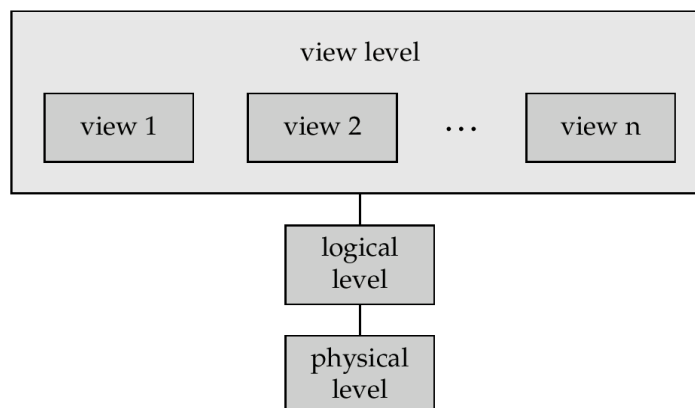 view level
view 1
view 2
...
view n
logical
level
physical
level